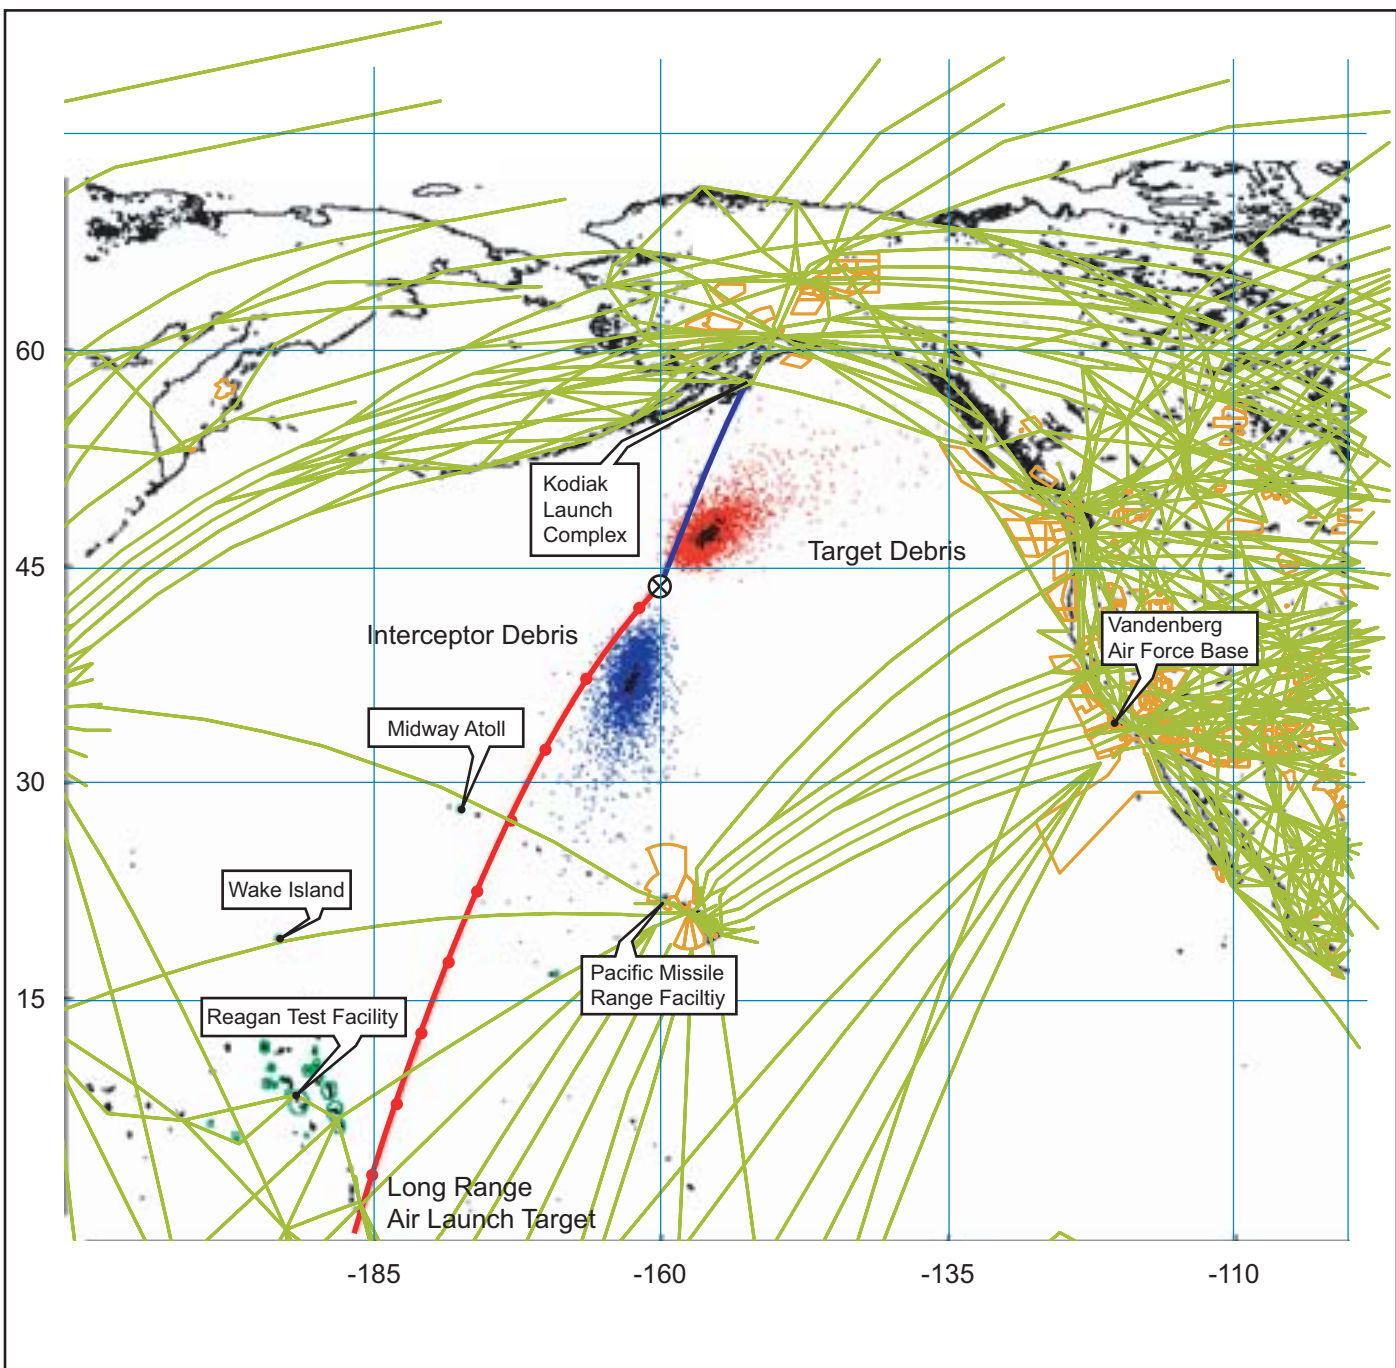 60
Kodiak
Launch
Complex
Target Debris
45
Vandenberg
Air Force Base
Interceptor Debris
Midway Atoll
30
Wake Island
Pacific Missile
Range Faciltiy
15
Reagan Test Facility
Long Range
Air Launch Target
-185
-160
-135
-110